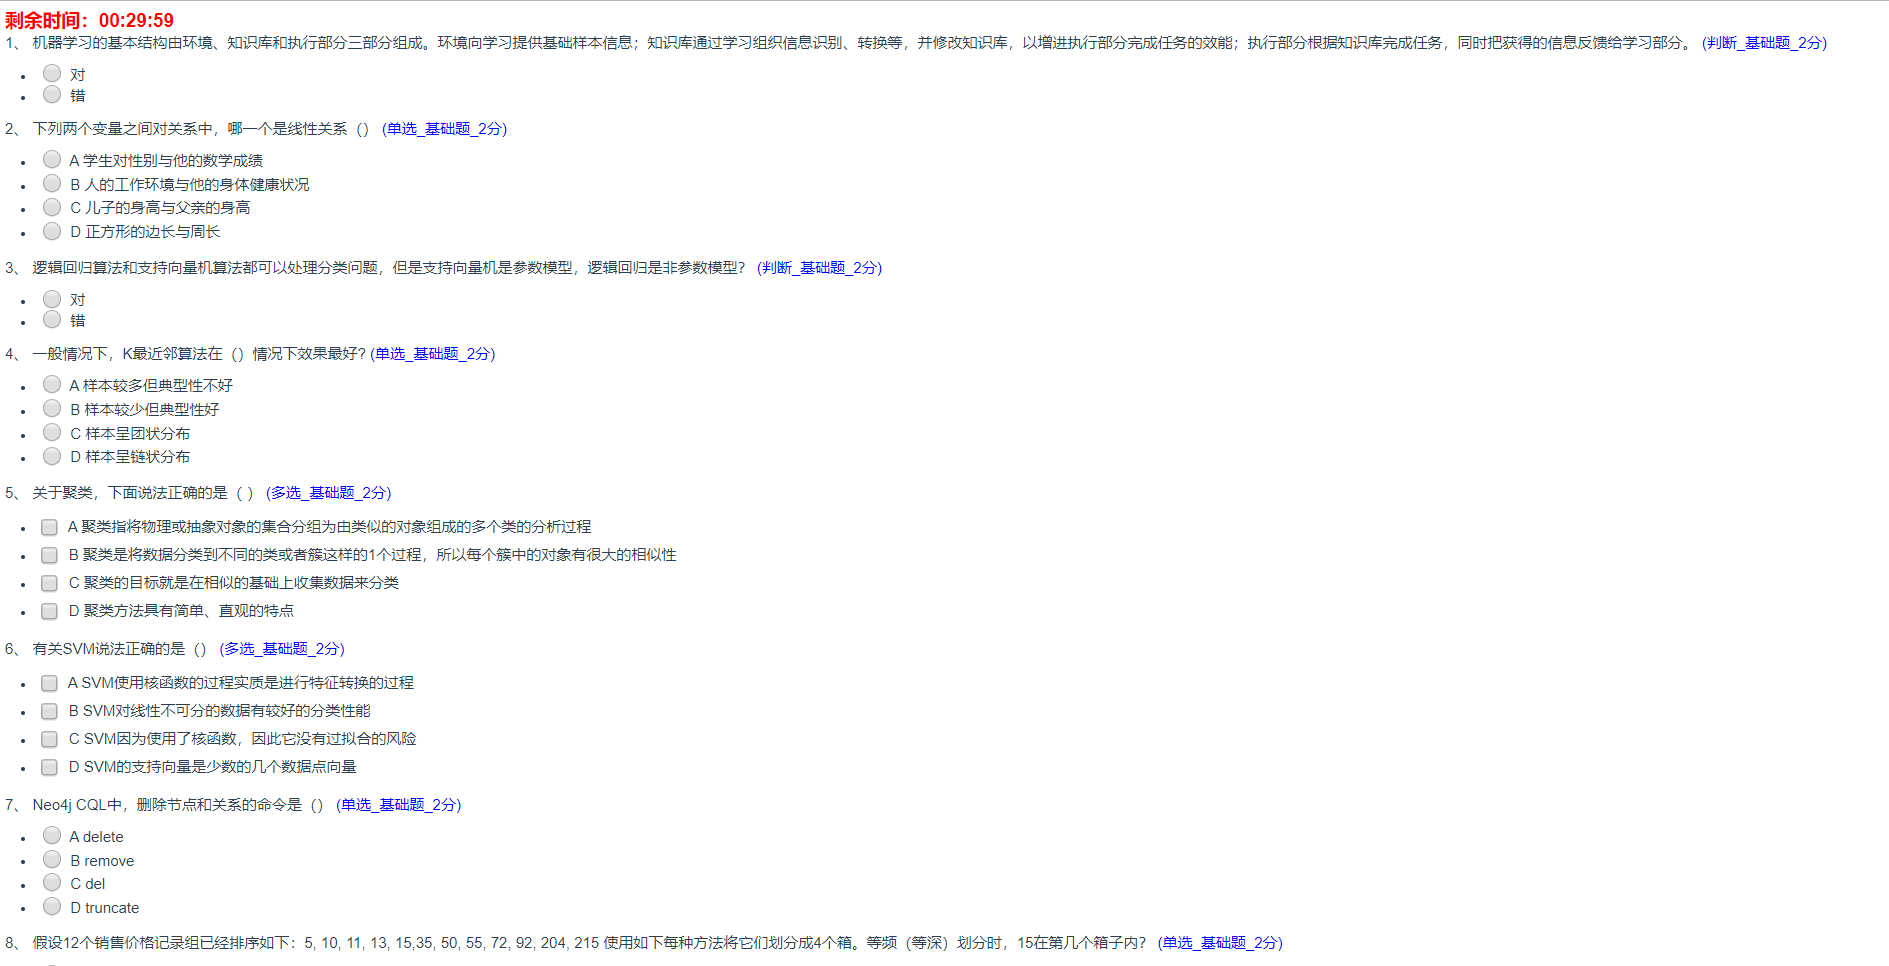 剩余时间：00:29:59
1、 机器学习的基本结构由环境、知识库和执行部分三部分组成。环境向学习提供基础样本信息；知识库通过学习组织信息识别、转换等，并修改知识库，以增进执行部分完成任务的效能；执行部分根据知识库完成任务，同时把获得的信息反馈给学习部分。 (判断_基础题_2分)
对
错
2、 下列两个变量之间对关系中，哪一个是线性关系（） (单选_基础题_2分)
A 学生对性别与他的数学成绩
B 人的工作环境与他的身体健康状况
C 儿子的身高与父亲的身高
D 正方形的边长与周长
3、 逻辑回归算法和支持向量机算法都可以处理分类问题，但是支持向量机是参数模型，逻辑回归是非参数模型？ (判断_基础题_2分)
对
错
4、 一般情况下，K最近邻算法在（）情况下效果最好? (单选_基础题_2分)
A 样本较多但典型性不好
B 样本较少但典型性好
C 样本呈团状分布
D 样本呈链状分布
5、 关于聚类，下面说法正确的是（ ） (多选_基础题_2分)
A 聚类指将物理或抽象对象的集合分组为由类似的对象组成的多个类的分析过程
B 聚类是将数据分类到不同的类或者簇这样的1个过程，所以每个簇中的对象有很大的相似性
C 聚类的目标就是在相似的基础上收集数据来分类
D 聚类方法具有简单、直观的特点
6、 有关SVM说法正确的是（） (多选_基础题_2分)
A SVM使用核函数的过程实质是进行特征转换的过程
B SVM对线性不可分的数据有较好的分类性能
C SVM因为使用了核函数，因此它没有过拟合的风险
D SVM的支持向量是少数的几个数据点向量
7、 Neo4j CQL中，删除节点和关系的命令是（） (单选_基础题_2分)
A delete
B remove
C del
D truncate
8、 假设12个销售价格记录组已经排序如下：5, 10, 11, 13, 15,35, 50, 55, 72, 92, 204, 215 使用如下每种方法将它们划分成4个箱。等频（等深）划分时，15在第几个箱子内？ (单选_基础题_2分)